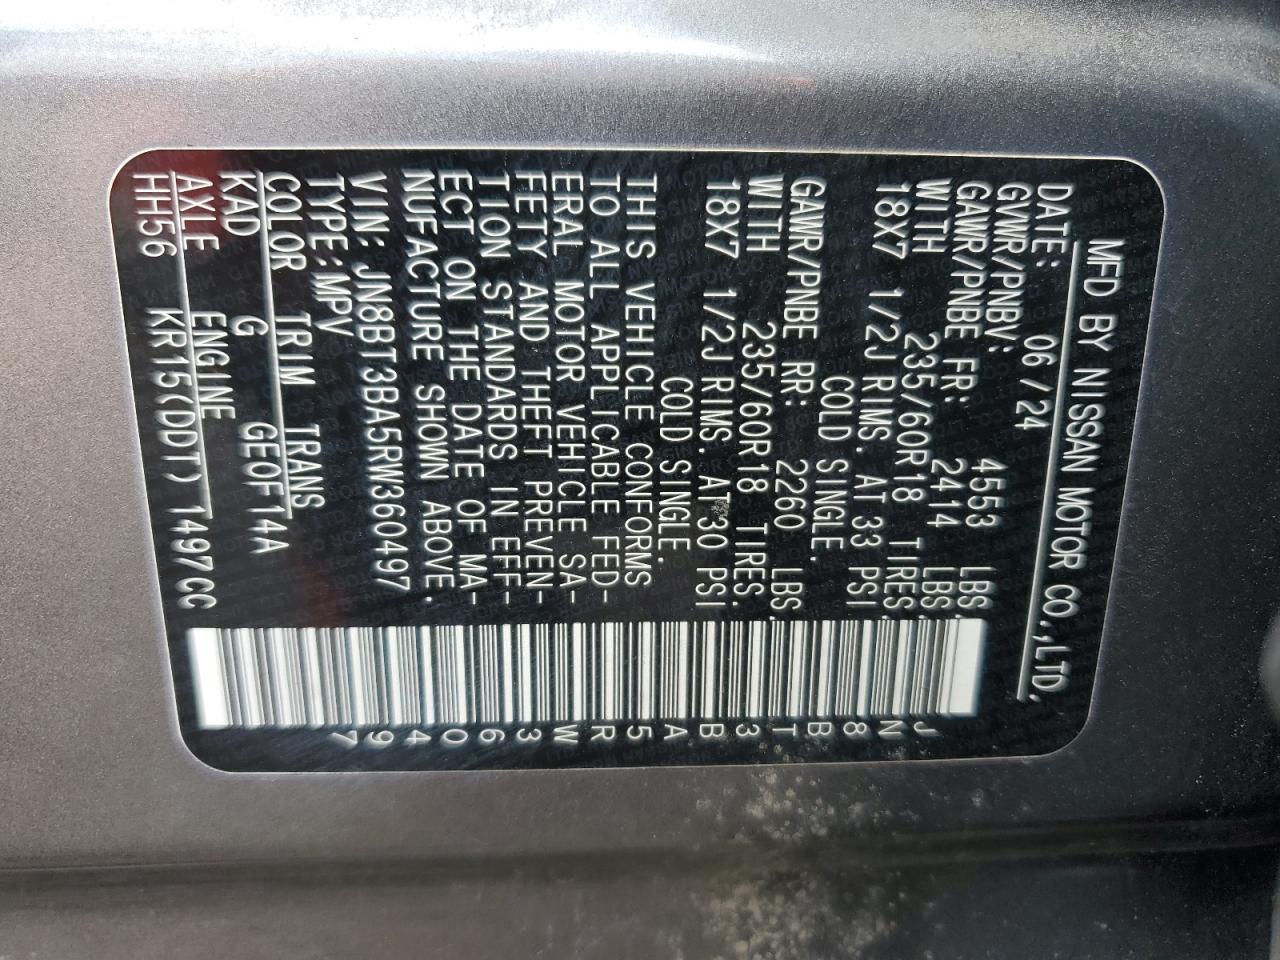 MFD BY NISSAN MOTOR CO.,LTD.
DATE: 06/24
GVWR/PNBV: 4553 LBS.
GAWR/PNBE FR: 2414 LBS.
WITH 235/60R18 TIRES.
18X7 1/2J RIMS. AT 33 PSI
COLD SINGLE.
GAWR/PNBE RR: 2260 LBS.
WITH 235/60R18 TIRES.
18X7 1/2J RIMS. AT 30 PSI
COLD SINGLE.
THIS VEHICLE CONFORMS
TO ALL APPLICABLE FED-
ERAL MOTOR VEHICLE SA-
FETY AND THEFT PREVEN-
TION STANDARDS IN EFF-
ECT ON THE DATE OF MA-
NUFACTURE SHOWN ABOVE.
VIN: JN8BT3BA5RW360497
TYPE:MPV
COLOR TRIM TRANS
KAD G GE0F14A
AXLE ENGINE
HH56 KR15(DDT) 1497CC
JN8BT3BA5RW360497